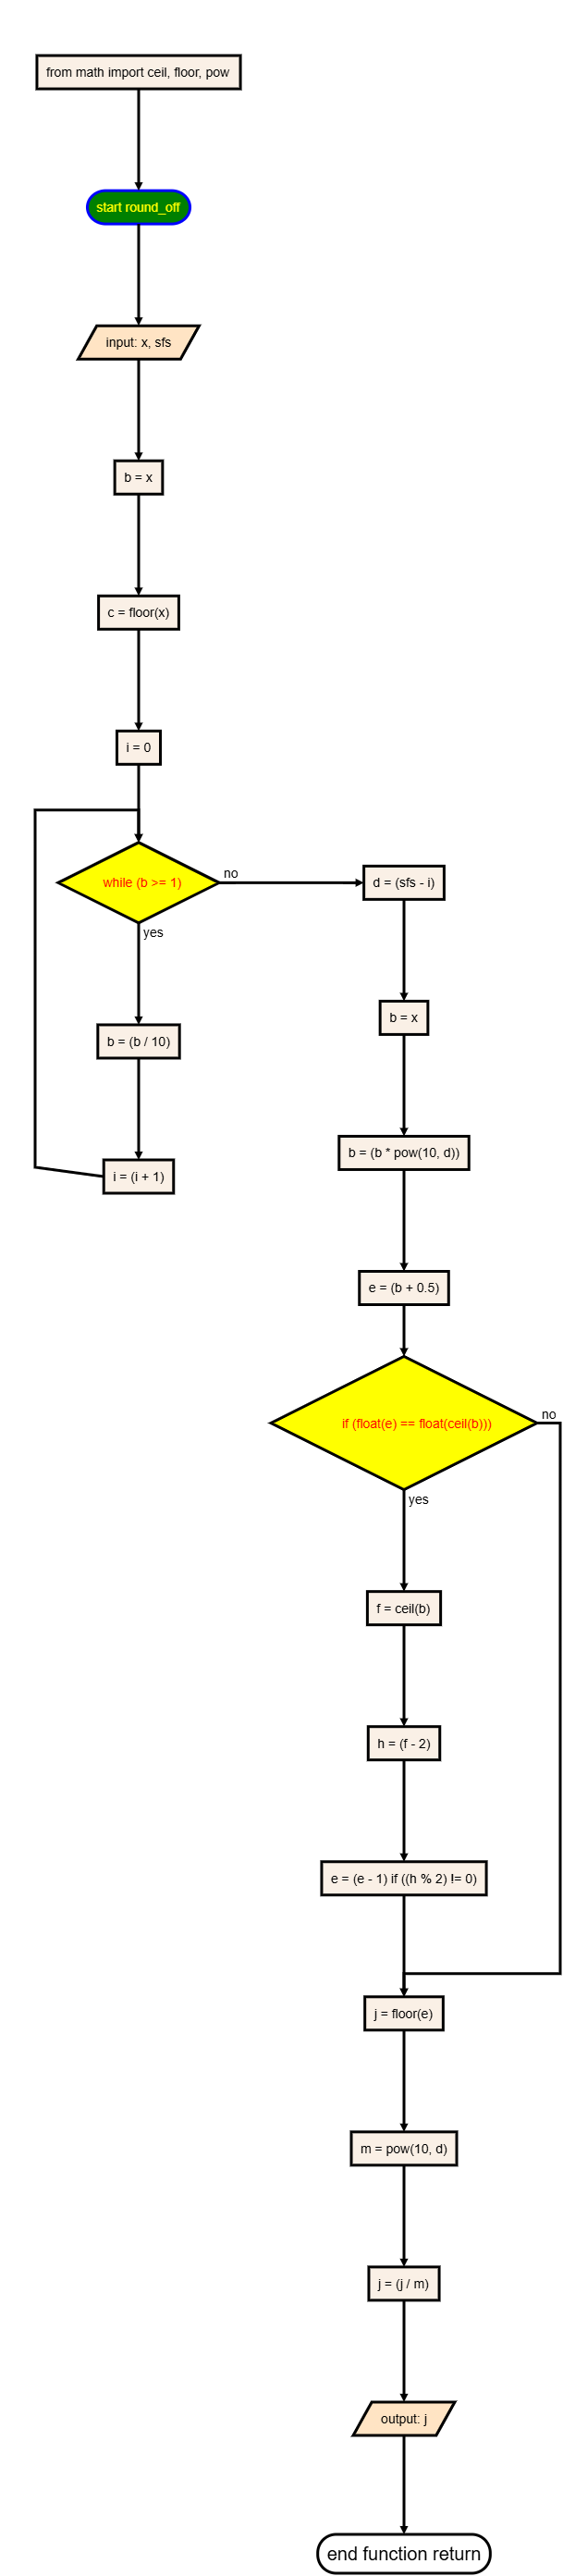 from math import ceil, floor, pow
start round_off
input: x, sfs
b = x
c = floor(x)
i = 0
while (b >= 1)
no
yes
b = (b / 10)
i = (i + 1)
d = (sfs - i)
b = x
b = (b * pow(10, d))
e = (b + 0.5)
if (float(e) == float(ceil(b)))
no
yes
f = ceil(b)
h = (f - 2)
e = (e - 1) if ((h % 2) != 0)
j = floor(e)
m = pow(10, d)
j = (j / m)
output: j
end function return